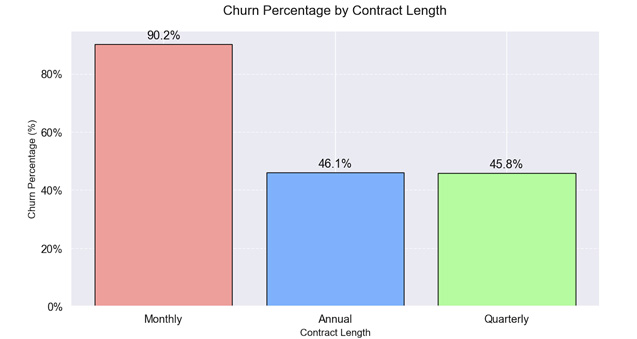 Churn Percentage by Contract Length
90.2%
46.1%
45.8%
80%
60%
40%
20%
0%
Churn Percentage (%)
Monthly Annual Quarterly
Contract Length